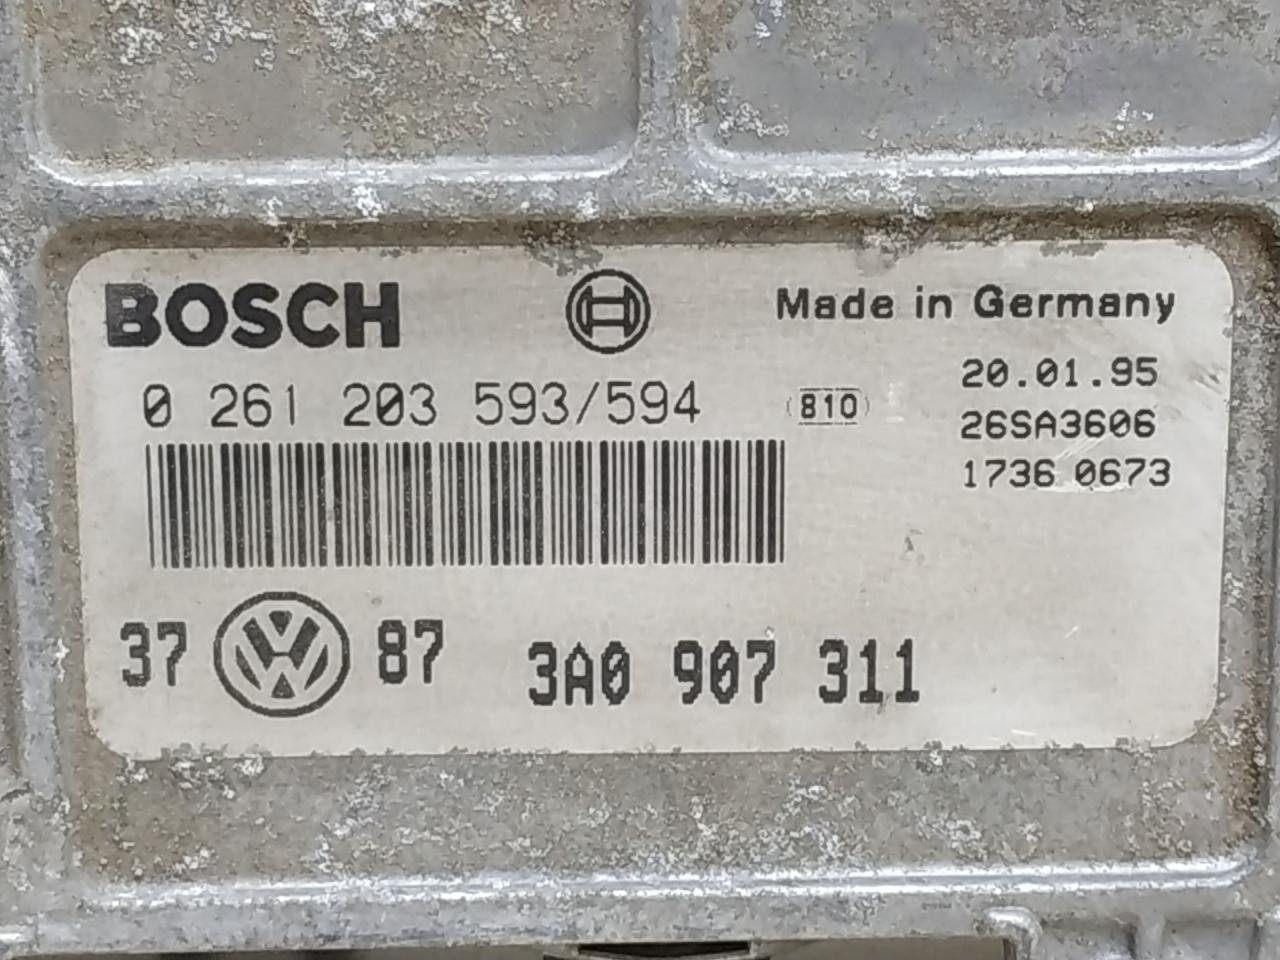 BOSCH
Made in Germany
0 261 203 593/594
810
20.01.95
26SA3606
1736 0673
37 VW 87 3A0 907 311